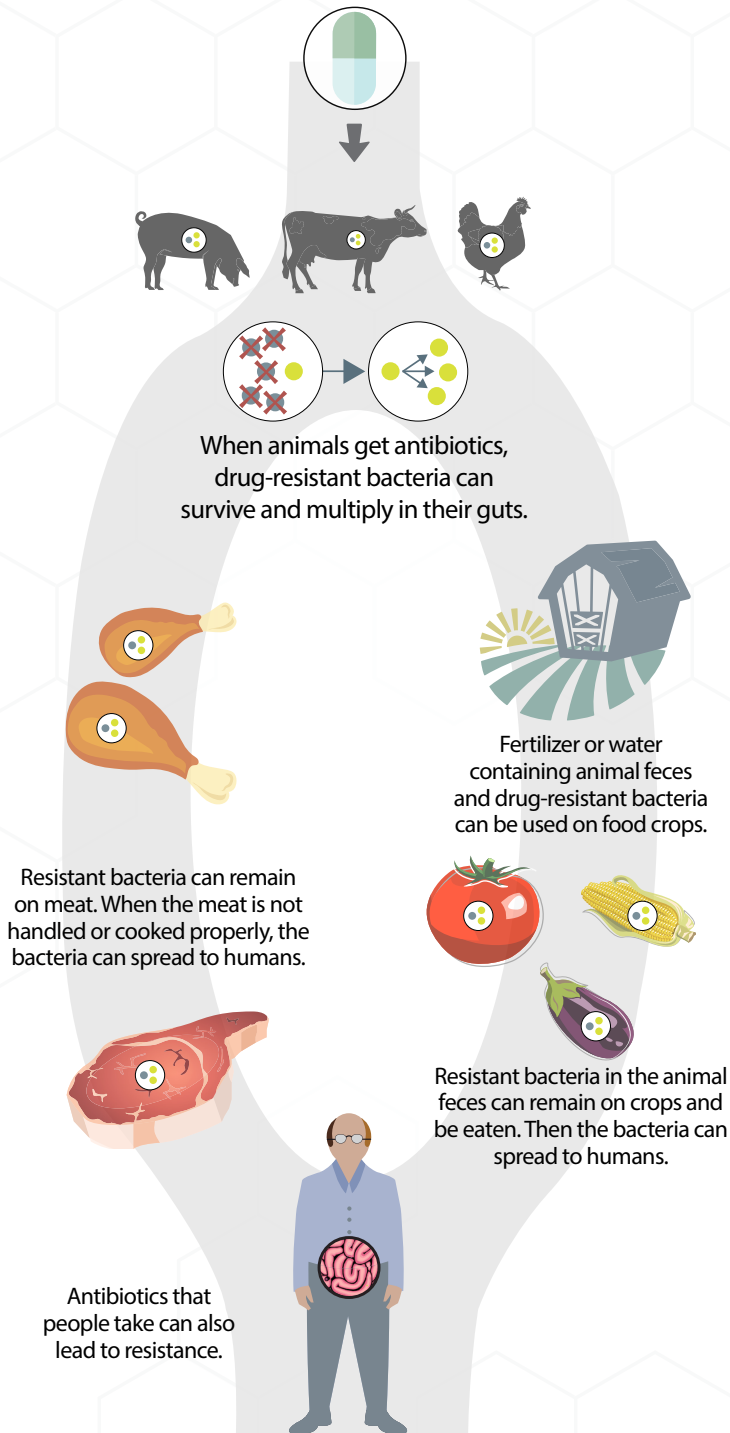 When animals get antibiotics,
drug-resistant bacteria can
survive and multiply in their guts.
Fertilizer or water
containing animal feces
and drug-resistant bacteria
can be used on food crops.
Resistant bacteria can remain
on meat. When the meat is not
handled or cooked properly, the
bacteria can spread to humans.
Resistant bacteria in the animal
feces can remain on crops and
be eaten. Then the bacteria can
spread to humans.
Antibiotics that
people take can also
lead to resistance.